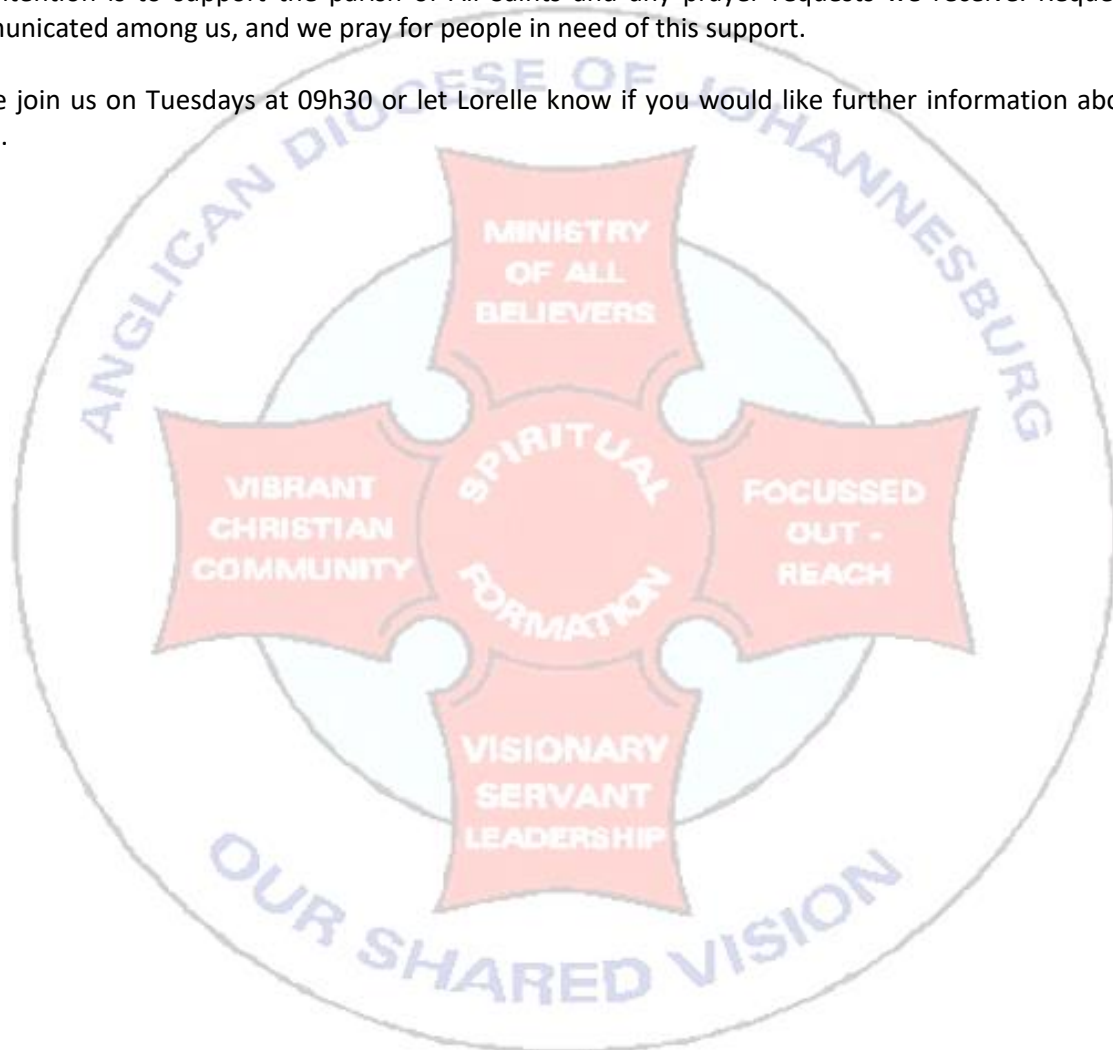 ntention is to support the parish of All Saints and any prayer requests we receive. Reque
municated among us, and we pray for people in need of this support.
e join us on Tuesdays at 09h30 or let Lorelle know if you would like further information abo
.
ANGLICAN DIOCESE OF JOHANNESBURG
MINISTRY
OF ALL
BELIEVERS
VIBRANT
CHRISTIAN
COMMUNITY
SPIRITUAL
FORMATION
FOCUSSED
OUT -
REACH
VISIONARY
SERVANT
LEADERSHIP
OUR SHARED VISION